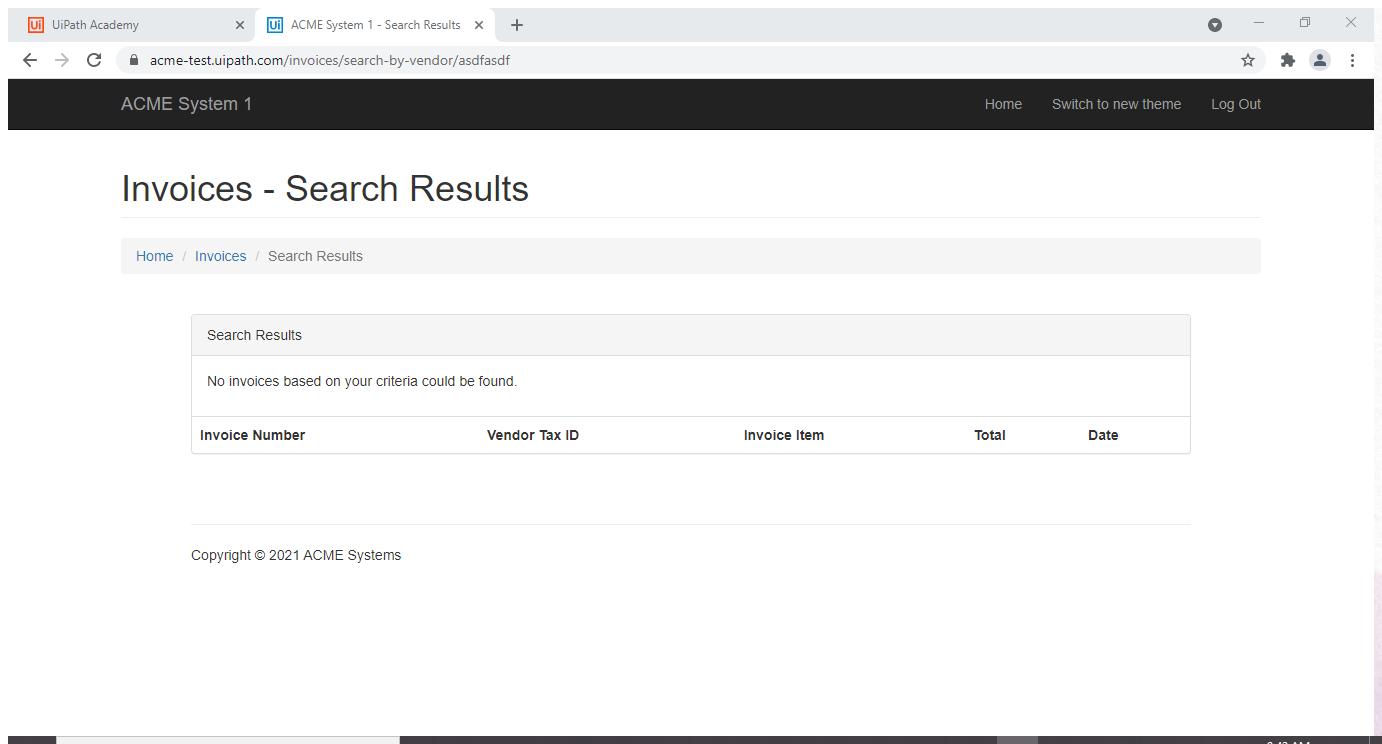 UiPath Academy
ACME System 1 - Search Results
acme-test.uipath.com/invoices/search-by-vendor/asdfasdf
ACME System 1 Home Switch to new theme Log Out
Invoices - Search Results
Home / Invoices / Search Results
Search Results
No invoices based on your criteria could be found.
Invoice Number Vendor Tax ID Invoice Item Total Date
Copyright © 2021 ACME Systems